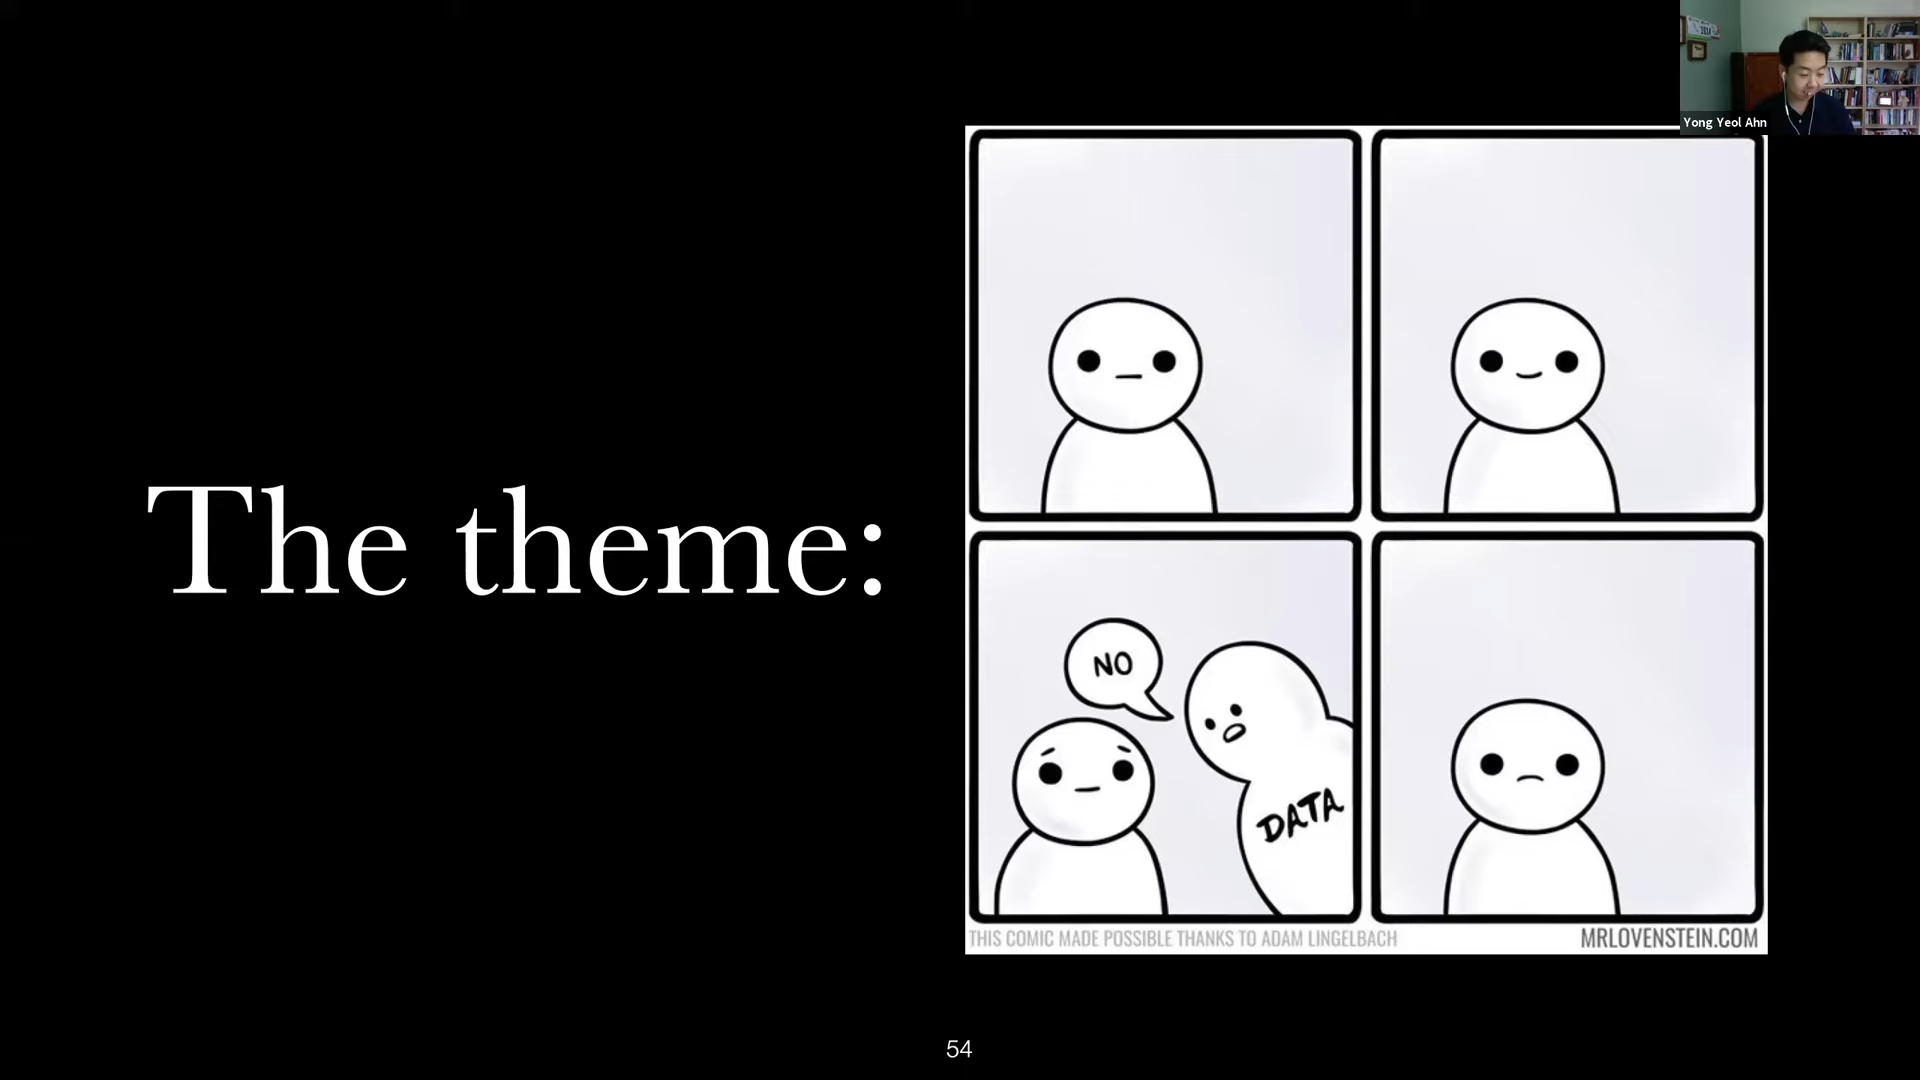 Yong Yeol Ahn
The theme:
NO
DATA
THIS COMIC MADE POSSIBLE THANKS TO ADAM LINGELBACH
MRLOVENSTEIN.COM
54